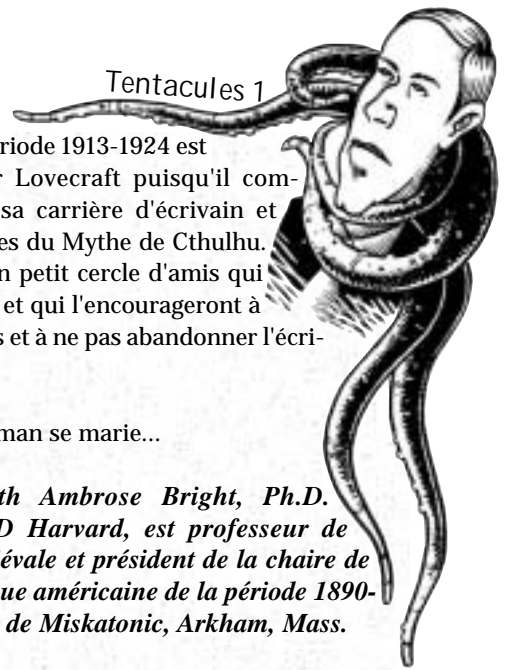 Tentacules 1
riode 1913-1924 est
r Lovecraft puisqu'il com-
sa carrière d'écrivain et
es du Mythe de Cthulhu.
n petit cercle d'amis qui
et qui l'encourageront à
s et à ne pas abandonner l'écri-
man se marie...
th Ambrose Bright, Ph.D.
D Harvard, est professeur de
évale et président de la chaire de
ue américaine de la période 1890-
de Miskatonic, Arkham, Mass.